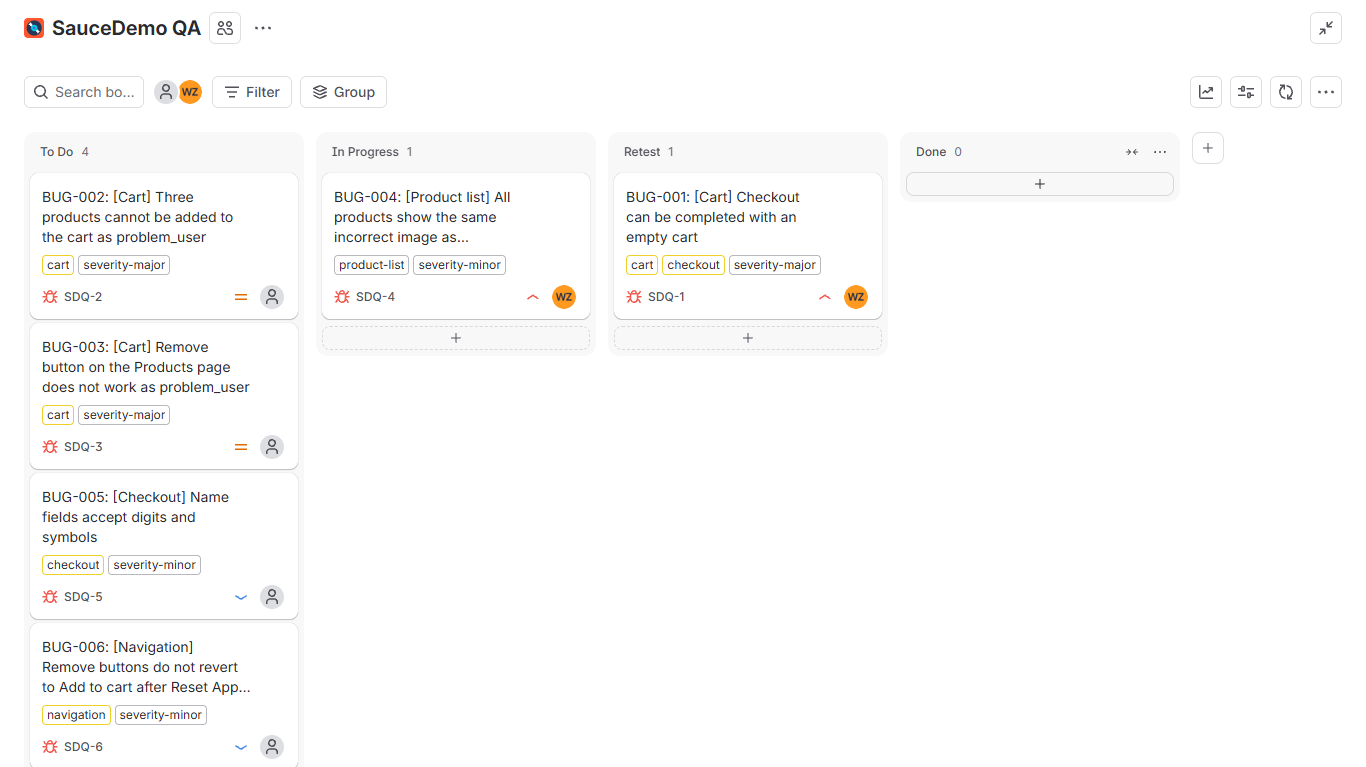 SauceDemo QA
Search bo...
WZ
Filter
Group
To Do 4
BUG-002: [Cart] Three
products cannot be added to
the cart as problem_user
cart severity-major
SDQ-2
BUG-003: [Cart] Remove
button on the Products page
does not work as problem_user
cart severity-major
SDQ-3
BUG-005: [Checkout] Name
fields accept digits and
symbols
checkout severity-minor
SDQ-5
BUG-006: [Navigation]
Remove buttons do not revert
to Add to cart after Reset App...
navigation severity-minor
SDQ-6
In Progress 1
BUG-004: [Product list] All
products show the same
incorrect image as...
product-list severity-minor
SDQ-4 WZ
Retest 1
BUG-001: [Cart] Checkout
can be completed with an
empty cart
cart checkout severity-major
SDQ-1 WZ
Done 0